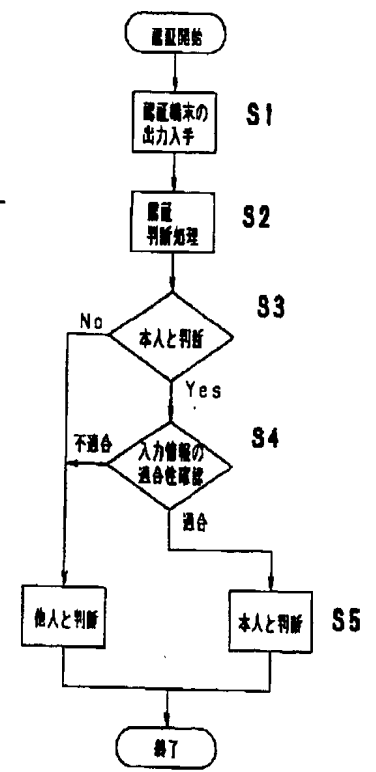 認証開始
認証端末の
出力入手
S1
認証
判断処理
S2
S3
No
本人と判断
Yes
S4
不適合
入力情報の
適合性確認
適合
他人と判断
本人と判断
S5
終了